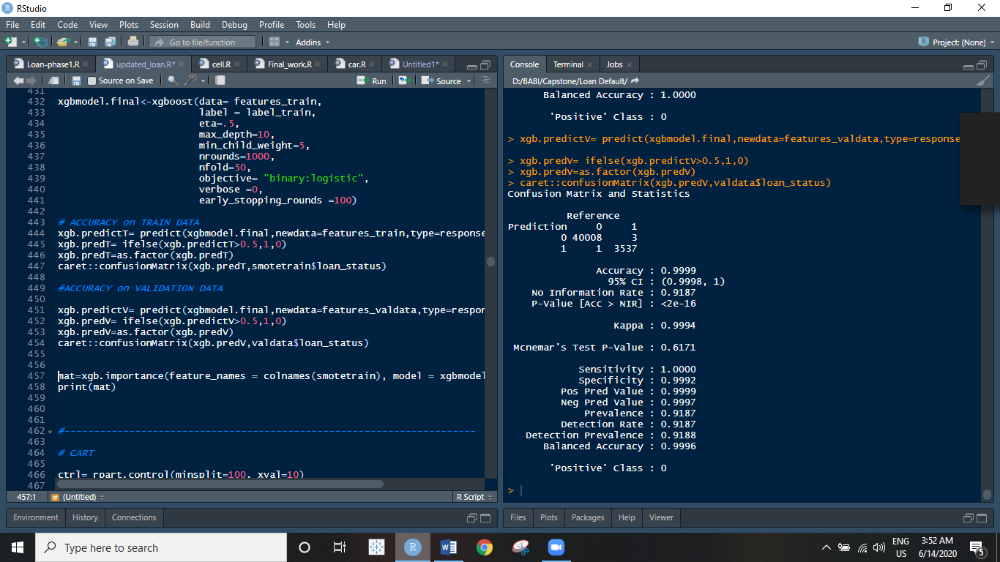 RStudio
File Edit Code View Plots Session Build Debug Profile Tools Help
Go to file/function Addins Project: (None)
Loan-phase1.R updated_loan.R* cell.R Final_work.R car.R Untitled1*
Source on Save Run Source
431
432 xgbmodel.final<-xgboost(data= features_train,
433 label = label_train,
434 eta=.5,
435 max_depth=10,
436 min_child_weight=5,
437 nrounds=1000,
438 nfold=50,
439 objective= "binary:logistic",
440 verbose =0,
441 early_stopping_rounds =100)
442
443 # ACCURACY on TRAIN DATA
444 xgb.predictT= predict(xgbmodel.final,newdata=features_train,type=response
445 xgb.predT= ifelse(xgb.predictT>0.5,1,0)
446 xgb.predT=as.factor(xgb.predT)
447 caret::confusionMatrix(xgb.predT,smotetrain$loan_status)
448
449 #ACCURACY on VALIDATION DATA
450
451 xgb.predictV= predict(xgbmodel.final,newdata=features_valdata,type=respon
452 xgb.predV= ifelse(xgb.predictV>0.5,1,0)
453 xgb.predV=as.factor(xgb.predV)
454 caret::confusionMatrix(xgb.predV,valdata$loan_status)
455
456
457 mat=xgb.importance(feature_names = colnames(smotetrain), model = xgbmodel
458 print(mat)
459
460
461
462 #----------------------------------------------------------------------
463
464 # CART
465
466 ctrl= rpart.control(minsplit=100, xval=10)
467
457:1 # (Untitled) R Script
Environment History Connections
Console Terminal Jobs
D:/BABI/Capstone/Loan Default/
Balanced Accuracy : 1.0000
'Positive' Class : 0
> xgb.predictV= predict(xgbmodel.final,newdata=features_valdata,type=response
> xgb.predV= ifelse(xgb.predictV>0.5,1,0)
> xgb.predV=as.factor(xgb.predV)
> caret::confusionMatrix(xgb.predV,valdata$loan_status)
Confusion Matrix and Statistics
Reference
Prediction 0 1
0 40008 3
1 1 3537
Accuracy : 0.9999
95% CI : (0.9998, 1)
No Information Rate : 0.9187
P-Value [Acc > NIR] : <2e-16
Kappa : 0.9994
Mcnemar's Test P-Value : 0.6171
Sensitivity : 1.0000
Specificity : 0.9992
Pos Pred Value : 0.9999
Neg Pred Value : 0.9997
Prevalence : 0.9187
Detection Rate : 0.9187
Detection Prevalence : 0.9188
Balanced Accuracy : 0.9996
'Positive' Class : 0
>
Files Plots Packages Help Viewer
Type here to search
ENG
US
3:52 AM
6/14/2020
5